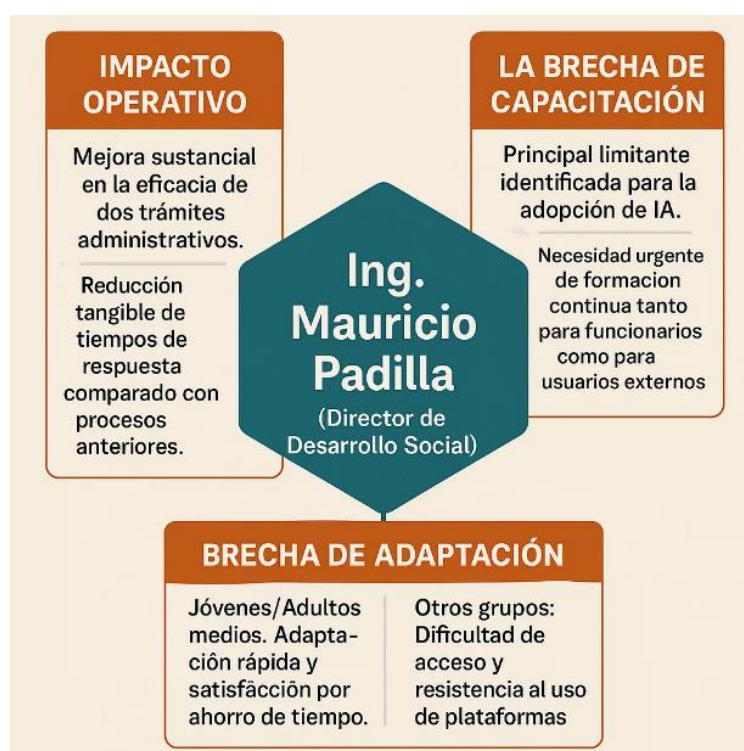 IMPACTO
OPERATIVO
Mejora sustancial
en la eficacia de
dos trámites
administrativos.
Reducción
tangible de
tiempos de
respuesta
comparado con
procesos
anteriores.
LA BRECHA DE
CAPACITACIÓN
Principal limitante
identificada para la
adopción de IA.
Necesidad urgente
de formacion
continua tanto
para funcionarios
como para
usuarios externos
Ing.
Mauricio
Padilla
(Director de
Desarrollo Social)
BRECHA DE ADAPTACIÓN
Jóvenes/Adultos
medios. Adapta-
ción rápida y
satisfacción por
ahorro de tiempo.
Otros grupos:
Dificultad de
acceso y
resistencia al uso
de plataformas